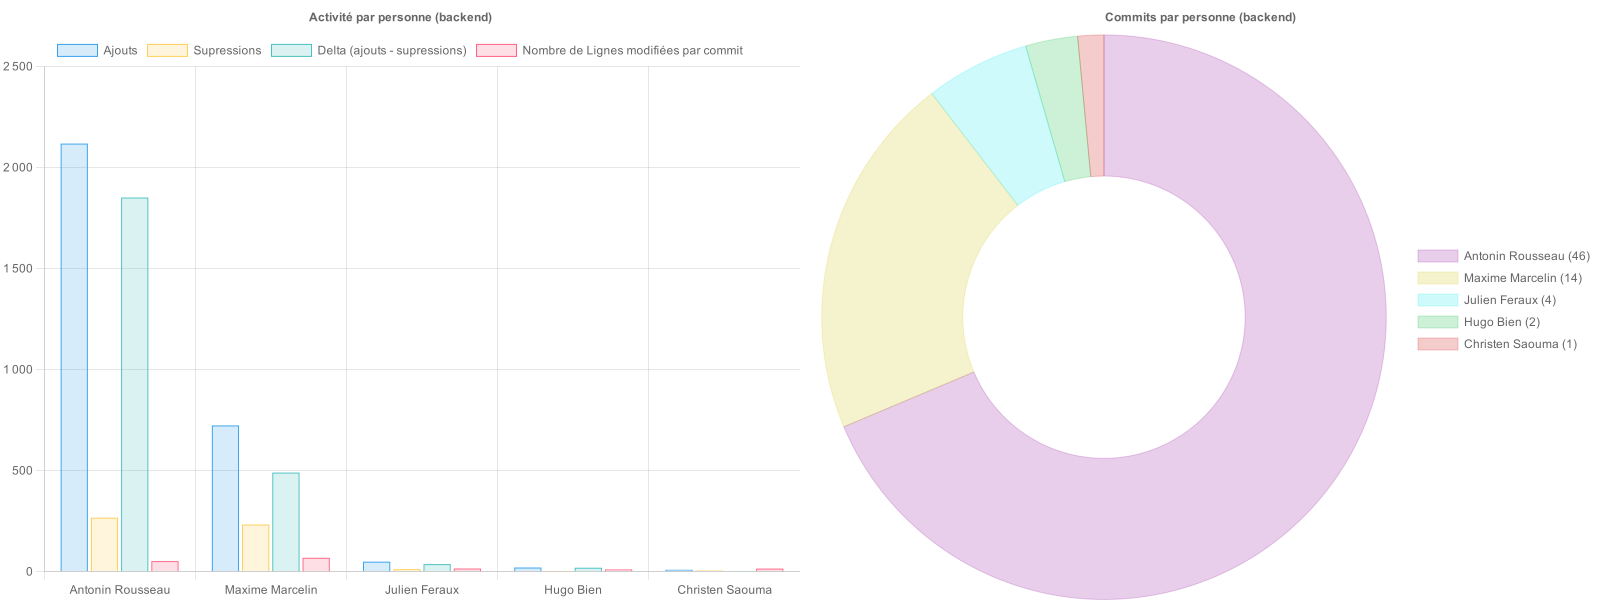 Activité par personne (backend)
Ajouts
Supressions
Delta (ajouts - supressions)
Nombre de Lignes modifiées par commit
2 500
2 000
1 500
1 000
500
0
Antonin Rousseau
Maxime Marcelin
Julien Feraux
Hugo Bien
Christen Saouma
Commits par personne (backend)
Antonin Rousseau (46)
Maxime Marcelin (14)
Julien Feraux (4)
Hugo Bien (2)
Christen Saouma (1)